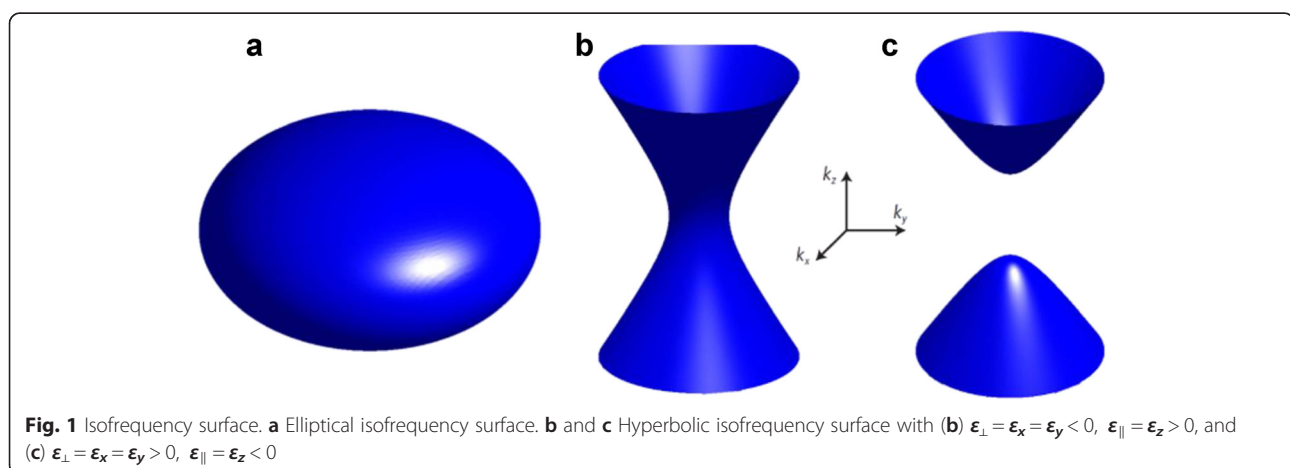 a
b
c
k_z
k_y
k_x
Fig. 1 Isofrequency surface. a Elliptical isofrequency surface. b and c Hyperbolic isofrequency surface with (b) ε⊥ = εx = εy < 0, ε∥ = εz > 0, and
(c) ε⊥ = εx = εy > 0, ε∥ = εz < 0